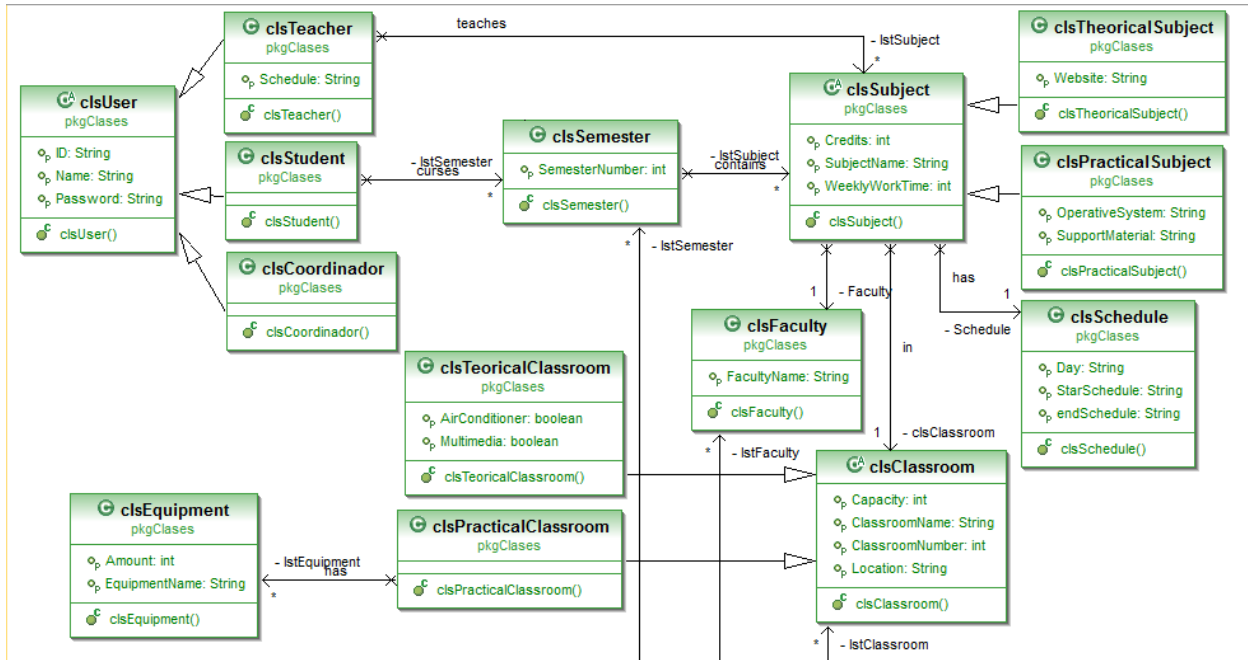 clsTeacher
pkgClases
Schedule: String
clsTeacher()
teaches
- lstSubject
*
clsTheoricalSubject
pkgClases
Website: String
clsTheoricalSubject()
clsUser
pkgClases
ID: String
Name: String
Password: String
clsUser()
clsSubject
pkgClases
Credits: int
SubjectName: String
WeeklyWorkTime: int
clsSubject()
clsStudent
pkgClases
clsStudent()
- lstSemester
curses
*
clsSemester
pkgClases
SemesterNumber: int
clsSemester()
- lstSubject
contains
*
clsPracticalSubject
pkgClases
OperativeSystem: String
SupportMaterial: String
clsPracticalSubject()
* - lstSemester
clsCoordinador
pkgClases
clsCoordinador()
1 - Faculty
has
1
- Schedule
clsSchedule
pkgClases
Day: String
StarSchedule: String
endSchedule: String
clsSchedule()
clsFaculty
pkgClases
FacultyName: String
clsFaculty()
in
clsTeoricalClassroom
pkgClases
AirConditioner: boolean
Multimedia: boolean
clsTeoricalClassroom()
* - lstFaculty
1 - clsClassroom
clsClassroom
pkgClases
Capacity: int
ClassroomName: String
ClassroomNumber: int
Location: String
clsClassroom()
clsEquipment
pkgClases
Amount: int
EquipmentName: String
clsEquipment()
- lstEquipment
has
*
clsPracticalClassroom
pkgClases
clsPracticalClassroom()
* - lstClassroom